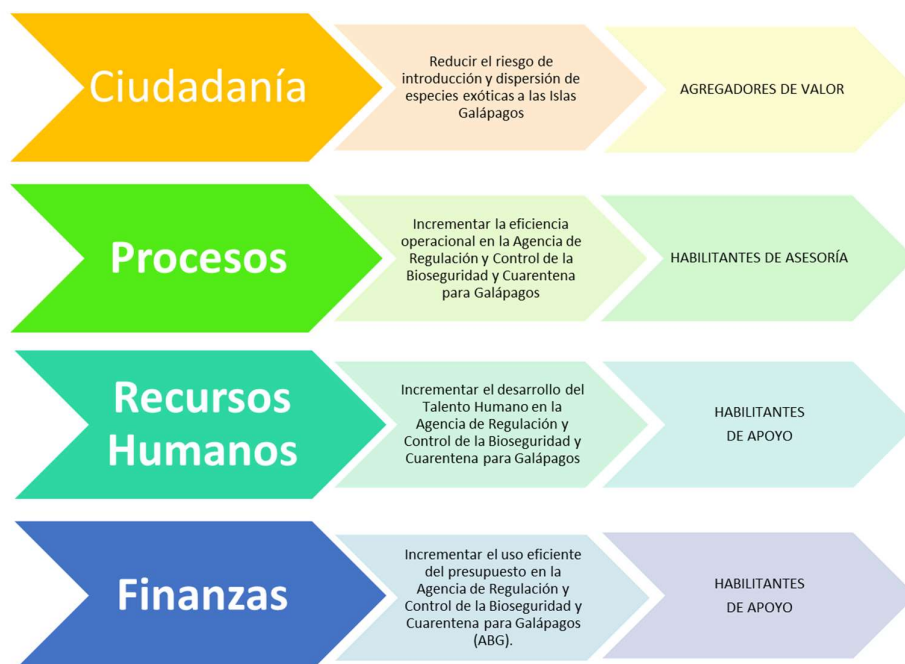 Ciudadanía
Reducir el riesgo de
introducción y dispersión de
especies exóticas a las Islas
Galápagos
AGREGADORES DE VALOR
Procesos
Incrementar la eficiencia
operacional en la Agencia de
Regulación y Control de la
Bioseguridad y Cuarentena
para Galápagos
HABILITANTES DE ASESORÍA
Recursos
Humanos
Incrementar el desarrollo del
Talento Humano en la
Agencia de Regulación y
Control de la Bioseguridad y
Cuarentena para Galápagos
HABILITANTES
DE APOYO
Finanzas
Incrementar el uso eficiente
del presupuesto en la
Agencia de Regulación y
Control de la Bioseguridad y
Cuarentena para Galápagos
(ABG).
HABILITANTES
DE APOYO